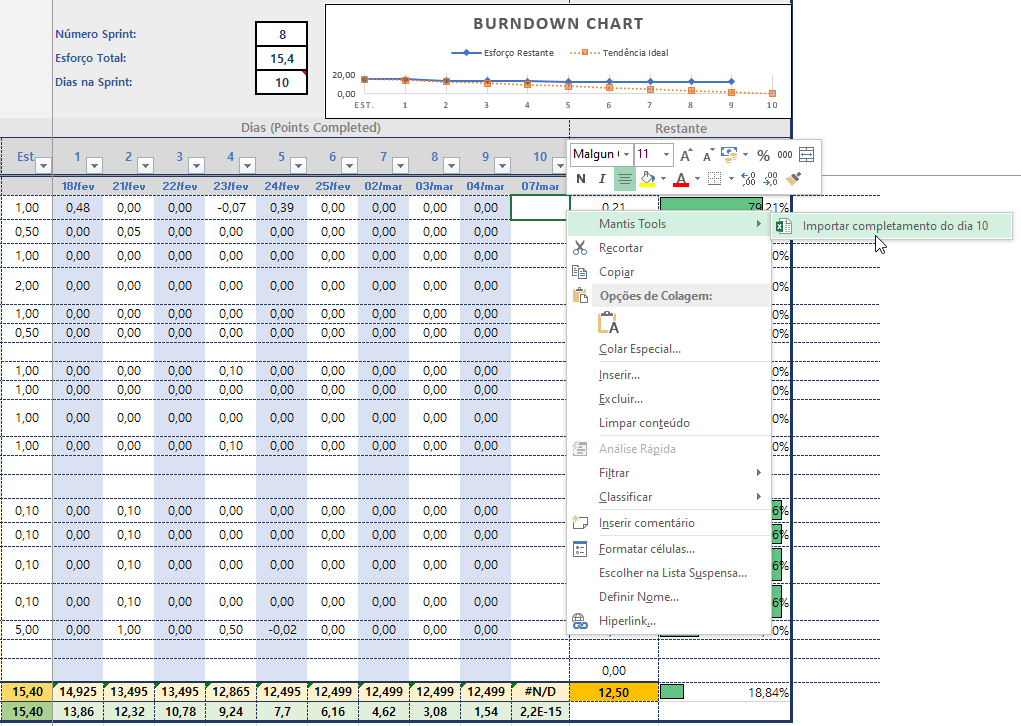 BURNDOWN CHART
Número Sprint: 8
Esforço Total: 15,4
Dias na Sprint: 10
Esforço Restante Tendência Ideal
20,00
0,00
EST. 1 2 3 4 5 6 7 8 9 10
Dias (Points Completed) Restante
Malgun 11 A A % 000
N I A ,00 ,00
Est. 1 2 3 4 5 6 7 8 9 10
18/fev 21/fev 22/fev 23/fev 24/fev 25/fev 02/mar 03/mar 04/mar 07/mar
1,00 0,48 0,00 0,00 -0,07 0,39 0,00 0,00 0,00 0,00 0,21 79,21%
Mantis Tools Importar completamento do dia 10
0,50 0,00 0,05 0,00 0,00 0,00 0,00 0,00 0,00 0,00
Recortar
1,00 0,00 0,00 0,00 0,00 0,00 0,00 0,00 0,00 0,00 0%
Copiar
2,00 0,00 0,00 0,00 0,00 0,00 0,00 0,00 0,00 0,00 0%
Opções de Colagem:
1,00 0,00 0,00 0,00 0,00 0,00 0,00 0,00 0,00 0,00 0%
A
0,50 0,00 0,00 0,00 0,00 0,00 0,00 0,00 0,00 0,00 0%
Colar Especial...
1,00 0,00 0,00 0,00 0,10 0,00 0,00 0,00 0,00 0,00 0%
Inserir...
1,00 0,00 0,00 0,00 0,00 0,00 0,00 0,00 0,00 0,00 0%
Excluir...
1,00 0,00 0,00 0,00 0,00 0,00 0,00 0,00 0,00 0,00 0%
Limpar conteúdo
1,00 0,00 0,00 0,00 0,10 0,00 0,00 0,00 0,00 0,00 0%
Análise Rápida
Filtrar
Classificar
0,10 0,00 0,10 0,00 0,00 0,00 0,00 0,00 0,00 0,00 6%
Inserir comentário
0,10 0,00 0,10 0,00 0,00 0,00 0,00 0,00 0,00 0,00 6%
Formatar células...
0,10 0,00 0,10 0,00 0,00 0,00 0,00 0,00 0,00 0,00 6%
Escolher na Lista Suspensa...
Definir Nome...
0,10 0,00 0,10 0,00 0,00 0,00 0,00 0,00 0,00 0,00 6%
Hiperlink...
5,00 0,00 1,00 0,00 0,50 -0,02 0,00 0,00 0,00 0,00 0%
0,00
15,40 14,925 13,495 13,495 12,865 12,495 12,499 12,499 12,499 12,499 #N/D 12,50 18,84%
15,40 13,86 12,32 10,78 9,24 7,7 6,16 4,62 3,08 1,54 2,2E-15